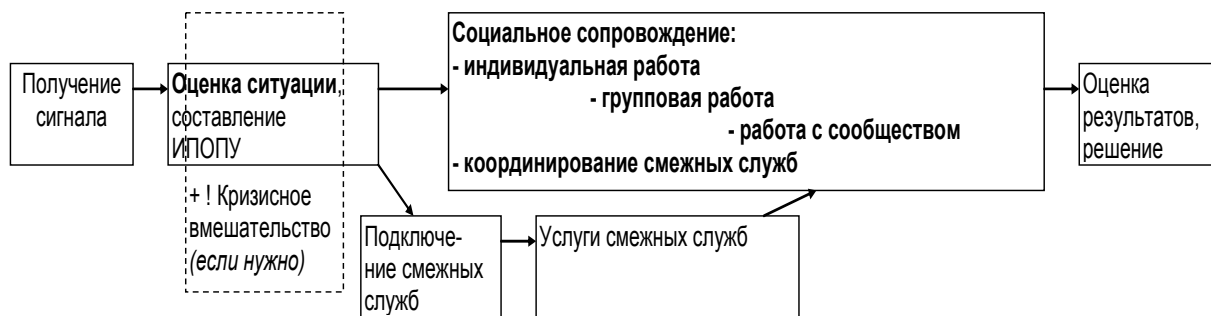 Получение
сигнала
Оценка ситуации,
составление
ИПОПУ
+ ! Кризисное
вмешательство
(если нужно)
Подключе-
ние смежных
служб
Услуги смежных служб
Социальное сопровождение:
- индивидуальная работа
- групповая работа
- работа с сообществом
- координирование смежных служб
Оценка
результатов,
решение